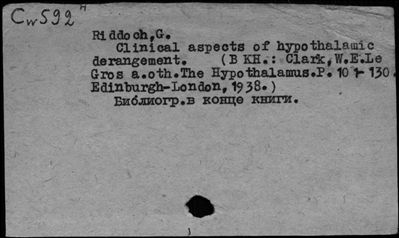 Cw592 H
Riddoch,G.
Clinical aspects of hypothalamic
derangement. (В КН.: Clark,W.E.Le
Gros a.oth.The Hypothalamus.P. 101-130.
Edinburgh-London,1938.)
Библиогр.в конце книги.